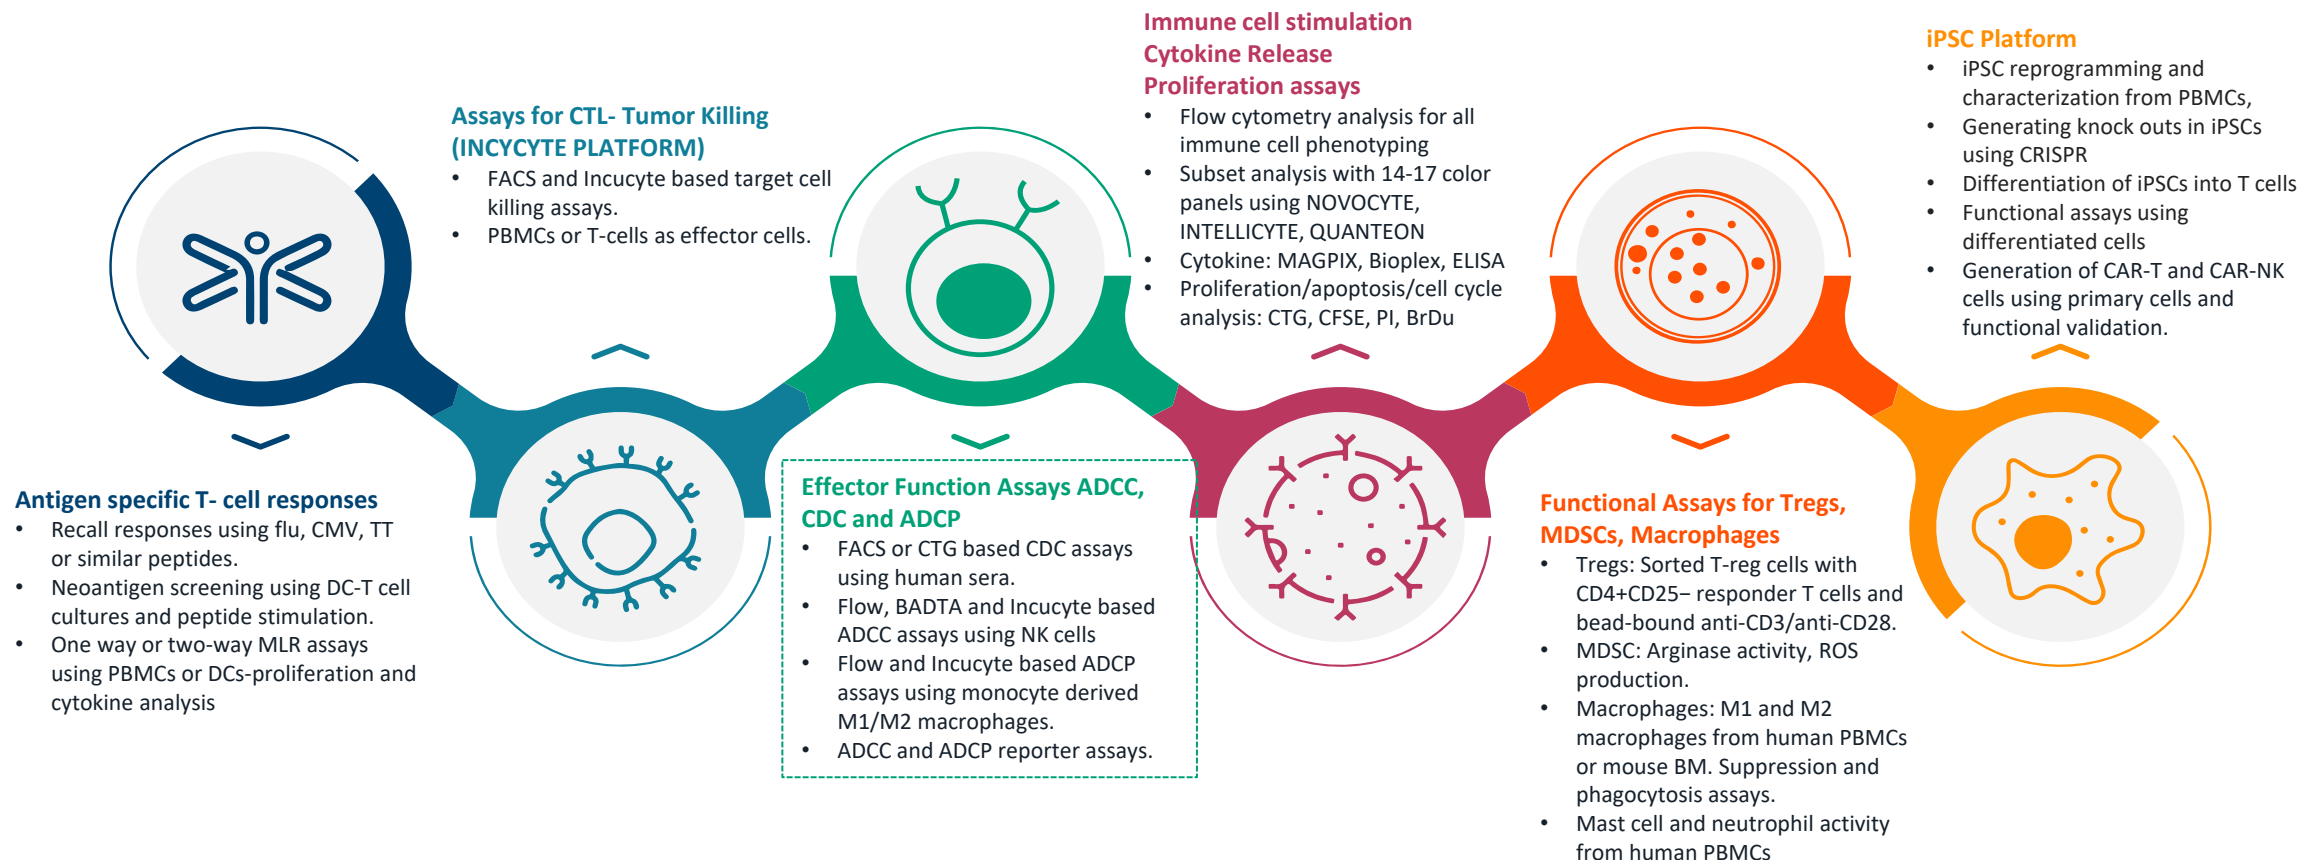 Antigen specific T- cell responses
• Recall responses using flu, CMV, TT
or similar peptides.
• Neoantigen screening using DC-T cell
cultures and peptide stimulation.
• One way or two-way MLR assays
using PBMCs or DCs-proliferation and
cytokine analysis
Assays for CTL- Tumor Killing
(INCYCYTE PLATFORM)
• FACS and Incucyte based target cell
killing assays.
• PBMCs or T-cells as effector cells.
Effector Function Assays ADCC,
CDC and ADCP
• FACS or CTG based CDC assays
using human sera.
• Flow, BADTA and Incucyte based
ADCC assays using NK cells
• Flow and Incucyte based ADCP
assays using monocyte derived
M1/M2 macrophages.
• ADCC and ADCP reporter assays.
Immune cell stimulation
Cytokine Release
Proliferation assays
• Flow cytometry analysis for all
immune cell phenotyping
• Subset analysis with 14-17 color
panels using NOVOCYTE,
INTELLICYTE, QUANTEON
• Cytokine: MAGPIX, Bioplex, ELISA
• Proliferation/apoptosis/cell cycle
analysis: CTG, CFSE, PI, BrDu
Functional Assays for Tregs,
MDSCs, Macrophages
• Tregs: Sorted T-reg cells with
CD4+CD25− responder T cells and
bead-bound anti-CD3/anti-CD28.
• MDSC: Arginase activity, ROS
production.
• Macrophages: M1 and M2
macrophages from human PBMCs
or mouse BM. Suppression and
phagocytosis assays.
• Mast cell and neutrophil activity
from human PBMCs
iPSC Platform
• iPSC reprogramming and
characterization from PBMCs,
• Generating knock outs in iPSCs
using CRISPR
• Differentiation of iPSCs into T cells
• Functional assays using
differentiated cells
• Generation of CAR-T and CAR-NK
cells using primary cells and
functional validation.